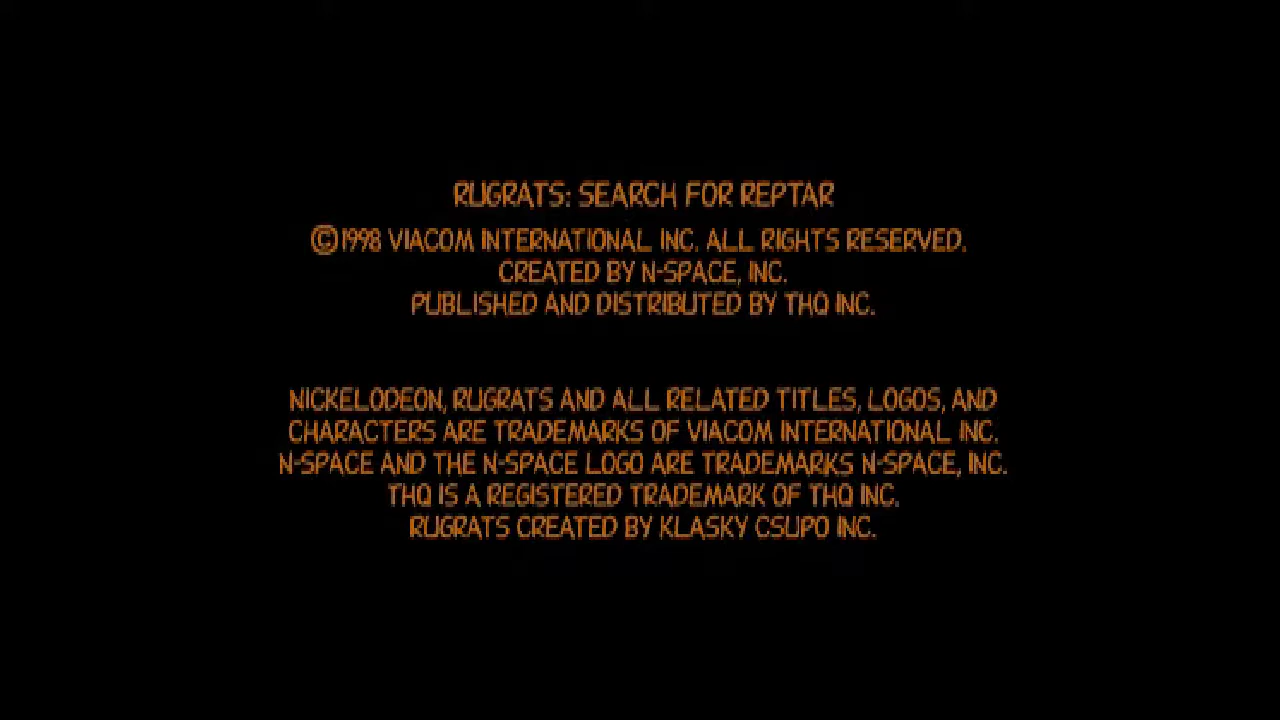 RUGRATS: SEARCH FOR REPTAR
©1998 VIACOM INTERNATIONAL INC. ALL RIGHTS RESERVED.
CREATED BY N-SPACE, INC.
PUBLISHED AND DISTRIBUTED BY THQ INC.
NICKELODEON, RUGRATS AND ALL RELATED TITLES, LOGOS, AND
CHARACTERS ARE TRADEMARKS OF VIACOM INTERNATIONAL INC.
N-SPACE AND THE N-SPACE LOGO ARE TRADEMARKS N-SPACE, INC.
THQ IS A REGISTERED TRADEMARK OF THQ INC.
RUGRATS CREATED BY KLASKY CSUPO INC.